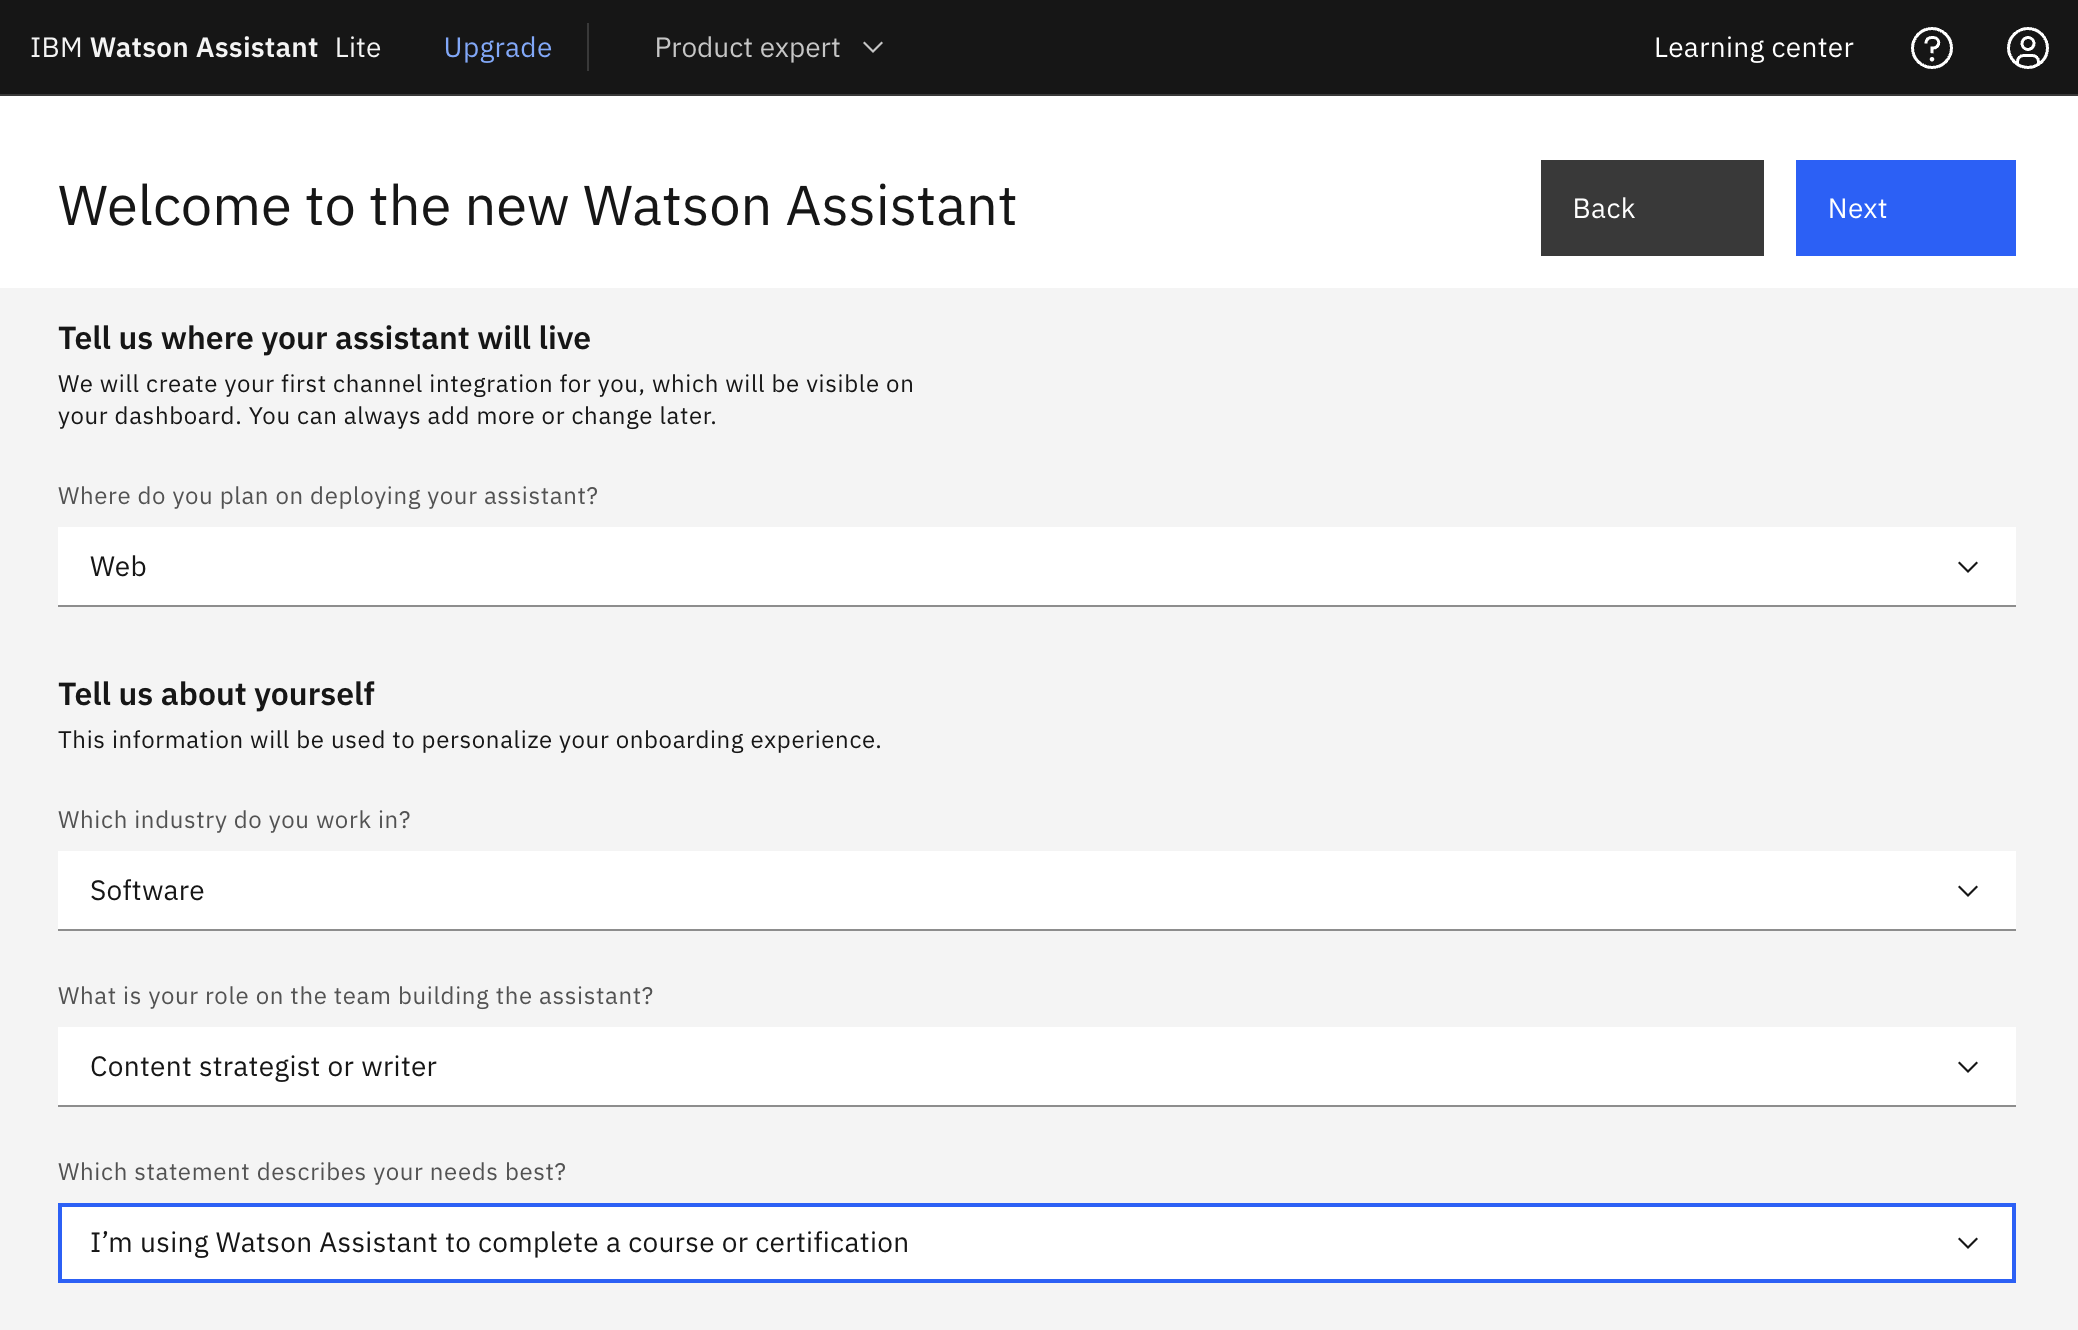 IBM Watson Assistant Lite Upgrade Product expert Learning center
Welcome to the new Watson Assistant
Back
Next
Tell us where your assistant will live
We will create your first channel integration for you, which will be visible on
your dashboard. You can always add more or change later.
Where do you plan on deploying your assistant?
Web
Tell us about yourself
This information will be used to personalize your onboarding experience.
Which industry do you work in?
Software
What is your role on the team building the assistant?
Content strategist or writer
Which statement describes your needs best?
I’m using Watson Assistant to complete a course or certification